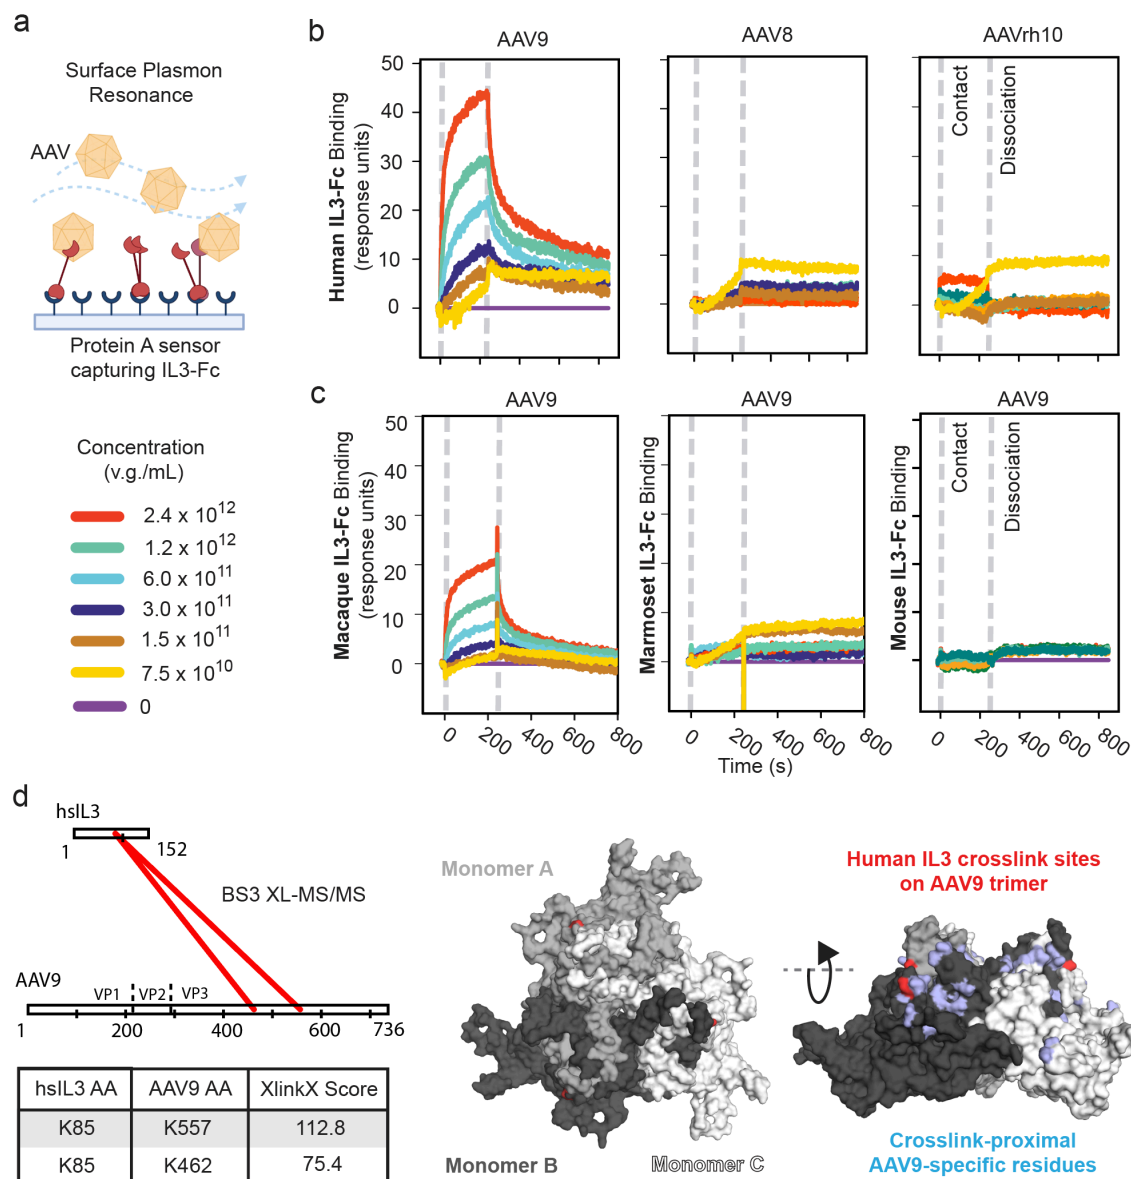 a
Surface Plasmon
Resonance
AAV
Protein A sensor
capturing IL3-Fc
Concentration
(v.g./mL)
2.4 x 10^12
1.2 x 10^12
6.0 x 10^11
3.0 x 10^11
1.5 x 10^11
7.5 x 10^10
0
b
AAV9
AAV8
AAVrh10
Human IL3-Fc Binding
(response units)
50
40
30
20
10
0
Contact
Dissociation
c
AAV9
AAV9
AAV9
Macaque IL3-Fc Binding
(response units)
50
40
30
20
10
0
0
200
400
600
800
Marmoset IL3-Fc Binding
0
200
400
600
800
Mouse IL3-Fc Binding
Contact
Dissociation
0
200
400
600
800
Time (s)
d
hsIL3
1
152
BS3 XL-MS/MS
AAV9
VP1
VP2
VP3
1
200
400
600
736
hsIL3 AA AAV9 AA XlinkX Score
K85 K557 112.8
K85 K462 75.4
Monomer A
Monomer B
Monomer C
Human IL3 crosslink sites
on AAV9 trimer
Crosslink-proximal
AAV9-specific residues